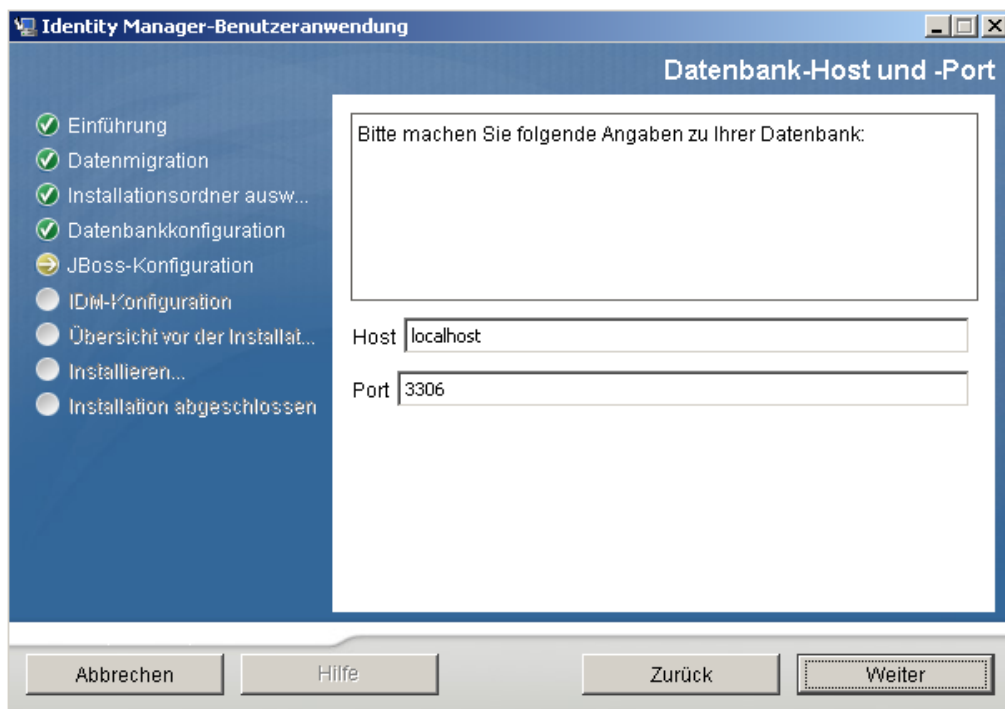 Identity Manager-Benutzeranwendung
Datenbank-Host und -Port
Einführung
Datenmigration
Installationsordner ausw...
Datenbankkonfiguration
JBoss-Konfiguration
IDM-Konfiguration
Übersicht vor der Installat...
Installieren...
Installation abgeschlossen
Bitte machen Sie folgende Angaben zu Ihrer Datenbank:
Host localhost
Port 3306
Abbrechen
Hilfe
Zurück
Weiter